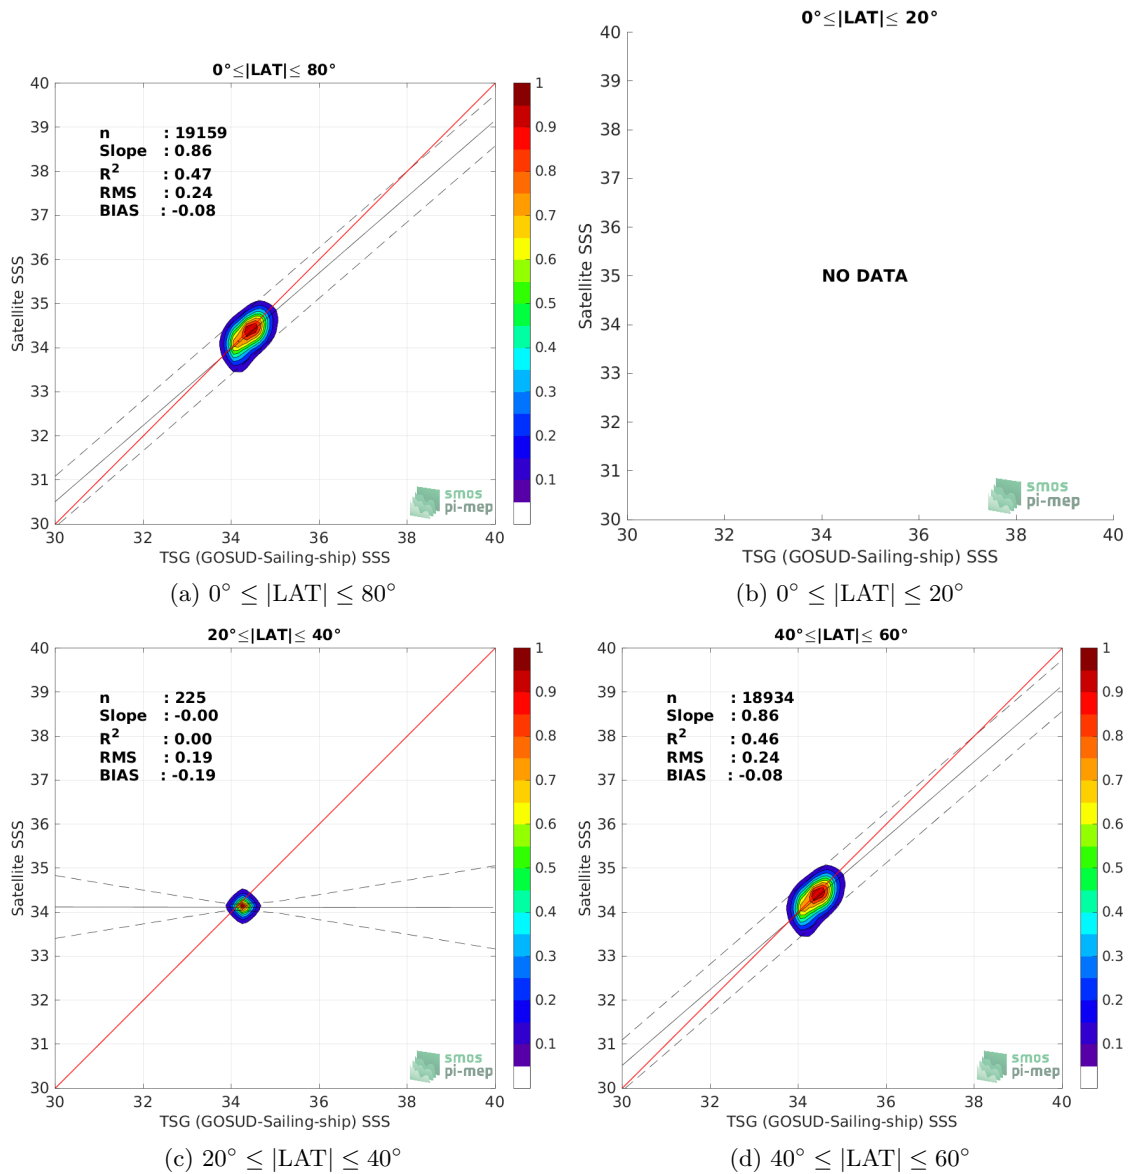 0°≤|LAT|≤ 80°
40
39
38
37
36
35
34
33
32
31
30
Satellite SSS
n : 19159
Slope : 0.86
R2 : 0.47
RMS : 0.24
BIAS : -0.08
smos
pi-mep
30 32 34 36 38 40
TSG (GOSUD-Sailing-ship) SSS
1
0.9
0.8
0.7
0.6
0.5
0.4
0.3
0.2
0.1
(a) 0° ≤ |LAT| ≤ 80°
0°≤|LAT|≤ 20°
40
39
38
37
36
35
34
33
32
31
30
Satellite SSS
NO DATA
smos
pi-mep
30 32 34 36 38 40
TSG (GOSUD-Sailing-ship) SSS
(b) 0° ≤ |LAT| ≤ 20°
20°≤|LAT|≤ 40°
40
39
38
37
36
35
34
33
32
31
30
Satellite SSS
n : 225
Slope : -0.00
R2 : 0.00
RMS : 0.19
BIAS : -0.19
smos
pi-mep
30 32 34 36 38 40
TSG (GOSUD-Sailing-ship) SSS
1
0.9
0.8
0.7
0.6
0.5
0.4
0.3
0.2
0.1
(c) 20° ≤ |LAT| ≤ 40°
40°≤|LAT|≤ 60°
40
39
38
37
36
35
34
33
32
31
30
Satellite SSS
n : 18934
Slope : 0.86
R2 : 0.46
RMS : 0.24
BIAS : -0.08
smos
pi-mep
30 32 34 36 38 40
TSG (GOSUD-Sailing-ship) SSS
1
0.9
0.8
0.7
0.6
0.5
0.4
0.3
0.2
0.1
(d) 40° ≤ |LAT| ≤ 60°